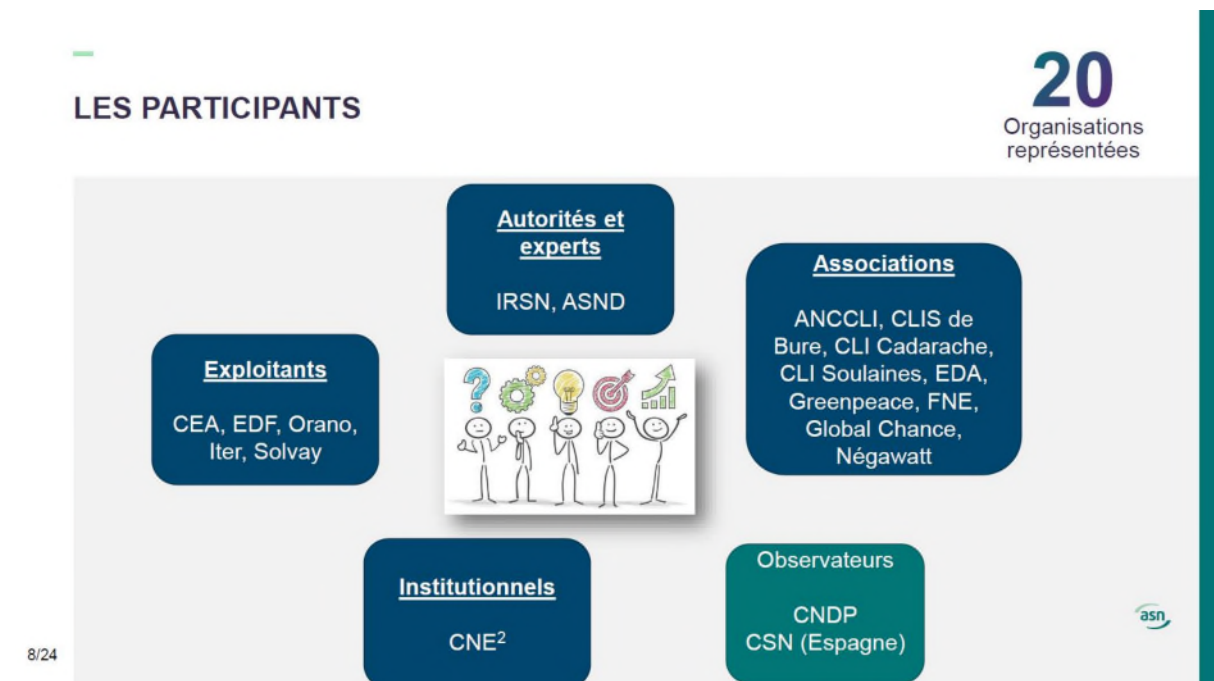 LES PARTICIPANTS
20
Organisations
représentées
Autorités et
experts
IRSN, ASND
Associations
ANCCLI, CLIS de
Bure, CLI Cadarache,
CLI Soulaines, EDA,
Greenpeace, FNE,
Global Chance,
Négawatt
Exploitants
CEA, EDF, Orano,
Iter, Solvay
?
Institutionnels
CNE²
Observateurs
CNDP
CSN (Espagne)
asn
8/24